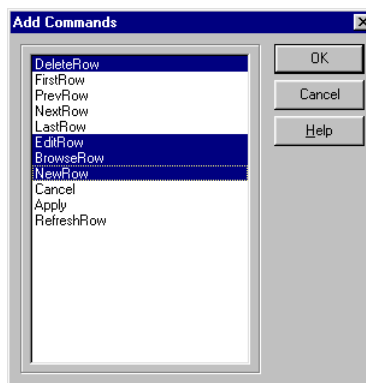 Add Commands
DeleteRow
FirstRow
PrevRow
NextRow
LastRow
EditRow
BrowseRow
NewRow
Cancel
Apply
RefreshRow
OK
Cancel
Help